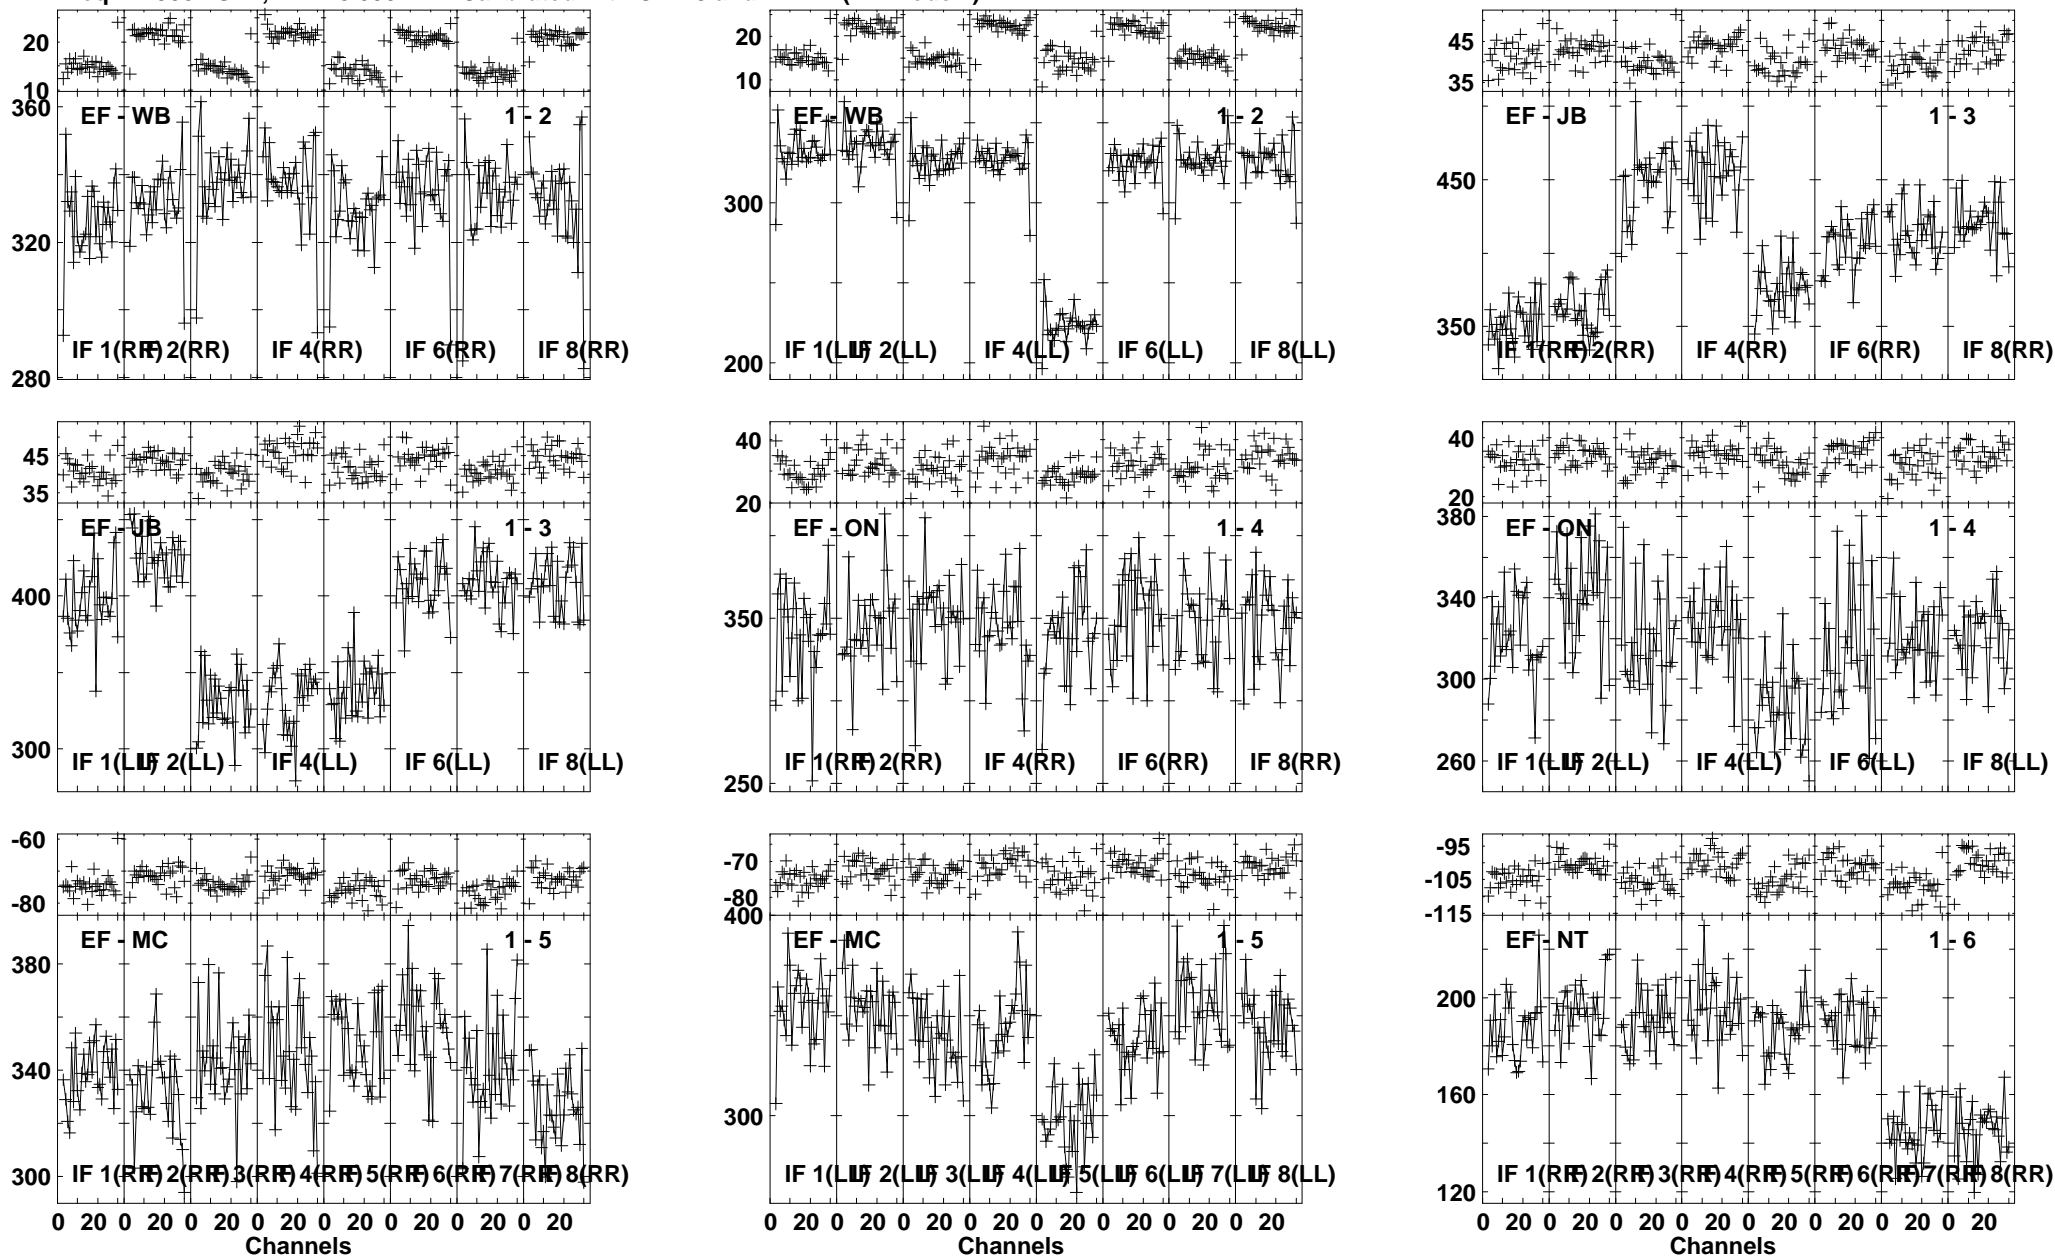 20
10
360
EF - WB 1 - 2
320
IF 1(RR) IF 2(RR) IF 4(RR) IF 6(RR) IF 8(RR)
280
20
10
EF - WB 1 - 2
300
IF 1(LL) IF 2(LL) IF 4(LL) IF 6(LL) IF 8(LL)
200
45
35
EF - JB 1 - 3
450
350
IF 1(RR) IF 2(RR) IF 4(RR) IF 6(RR) IF 8(RR)
45
35
EF - JB 1 - 3
400
300
IF 1(LL) IF 2(LL) IF 4(LL) IF 6(LL) IF 8(LL)
40
20
EF - ON 1 - 4
350
IF 1(RR) IF 2(RR) IF 4(RR) IF 6(RR) IF 8(RR)
250
40
20
380
EF - ON 1 - 4
340
300
260
IF 1(LL) IF 2(LL) IF 4(LL) IF 6(LL) IF 8(LL)
-60
-80
EF - MC 1 - 5
380
340
300
IF 1(RR) IF 2(RR) IF 3(RR) IF 4(RR) IF 5(RR) IF 6(RR) IF 7(RR) IF 8(RR)
0 20 0 20 0 20 0 20 0 20 0 20 0 20 0 20
Channels
-70
-80
400
EF - MC 1 - 5
300
IF 1(LL) IF 2(LL) IF 3(LL) IF 4(LL) IF 5(LL) IF 6(LL) IF 7(LL) IF 8(LL)
0 20 0 20 0 20 0 20 0 20 0 20 0 20 0 20
Channels
-95
-105
-115
EF - NT 1 - 6
200
160
120
IF 1(RR) IF 2(RR) IF 3(RR) IF 4(RR) IF 5(RR) IF 6(RR) IF 7(RR) IF 8(RR)
0 20 0 20 0 20 0 20 0 20 0 20 0 20 0 20
Channels